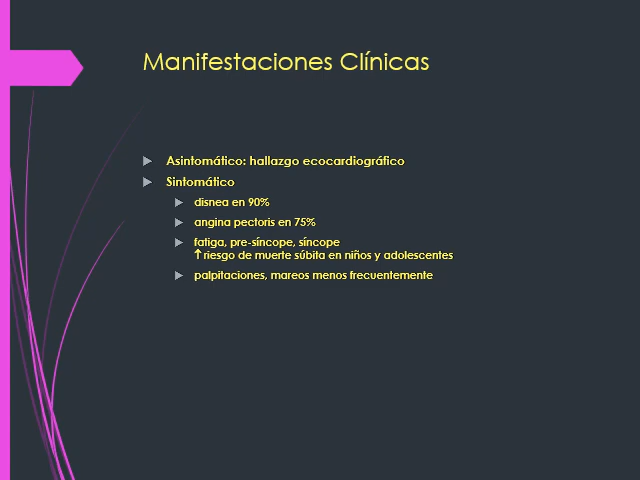 Manifestaciones Clínicas
Asintomático: hallazgo ecocardiográfico
Sintomático
disnea en 90%
angina pectoris en 75%
fatiga, pre-síncope, síncope
↑riesgo de muerte súbita en niños y adolescentes
palpitaciones, mareos menos frecuentemente